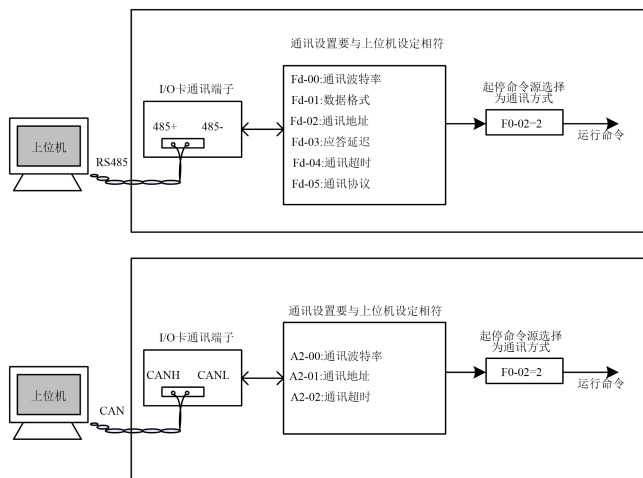 通讯设置要与上位机设定相符
I/O卡通讯端子
485+ 485-
上位机
RS485
Fd-00:通讯波特率
Fd-01:数据格式
Fd-02:通讯地址
Fd-03:应答延迟
Fd-04:通讯超时
Fd-05:通讯协议
起停命令源选择
为通讯方式
F0-02=2
运行命令
通讯设置要与上位机设定相符
I/O卡通讯端子
CANH CANL
上位机
CAN
A2-00:通讯波特率
A2-01:通讯地址
A2-02:通讯超时
起停命令源选择
为通讯方式
F0-02=2
运行命令